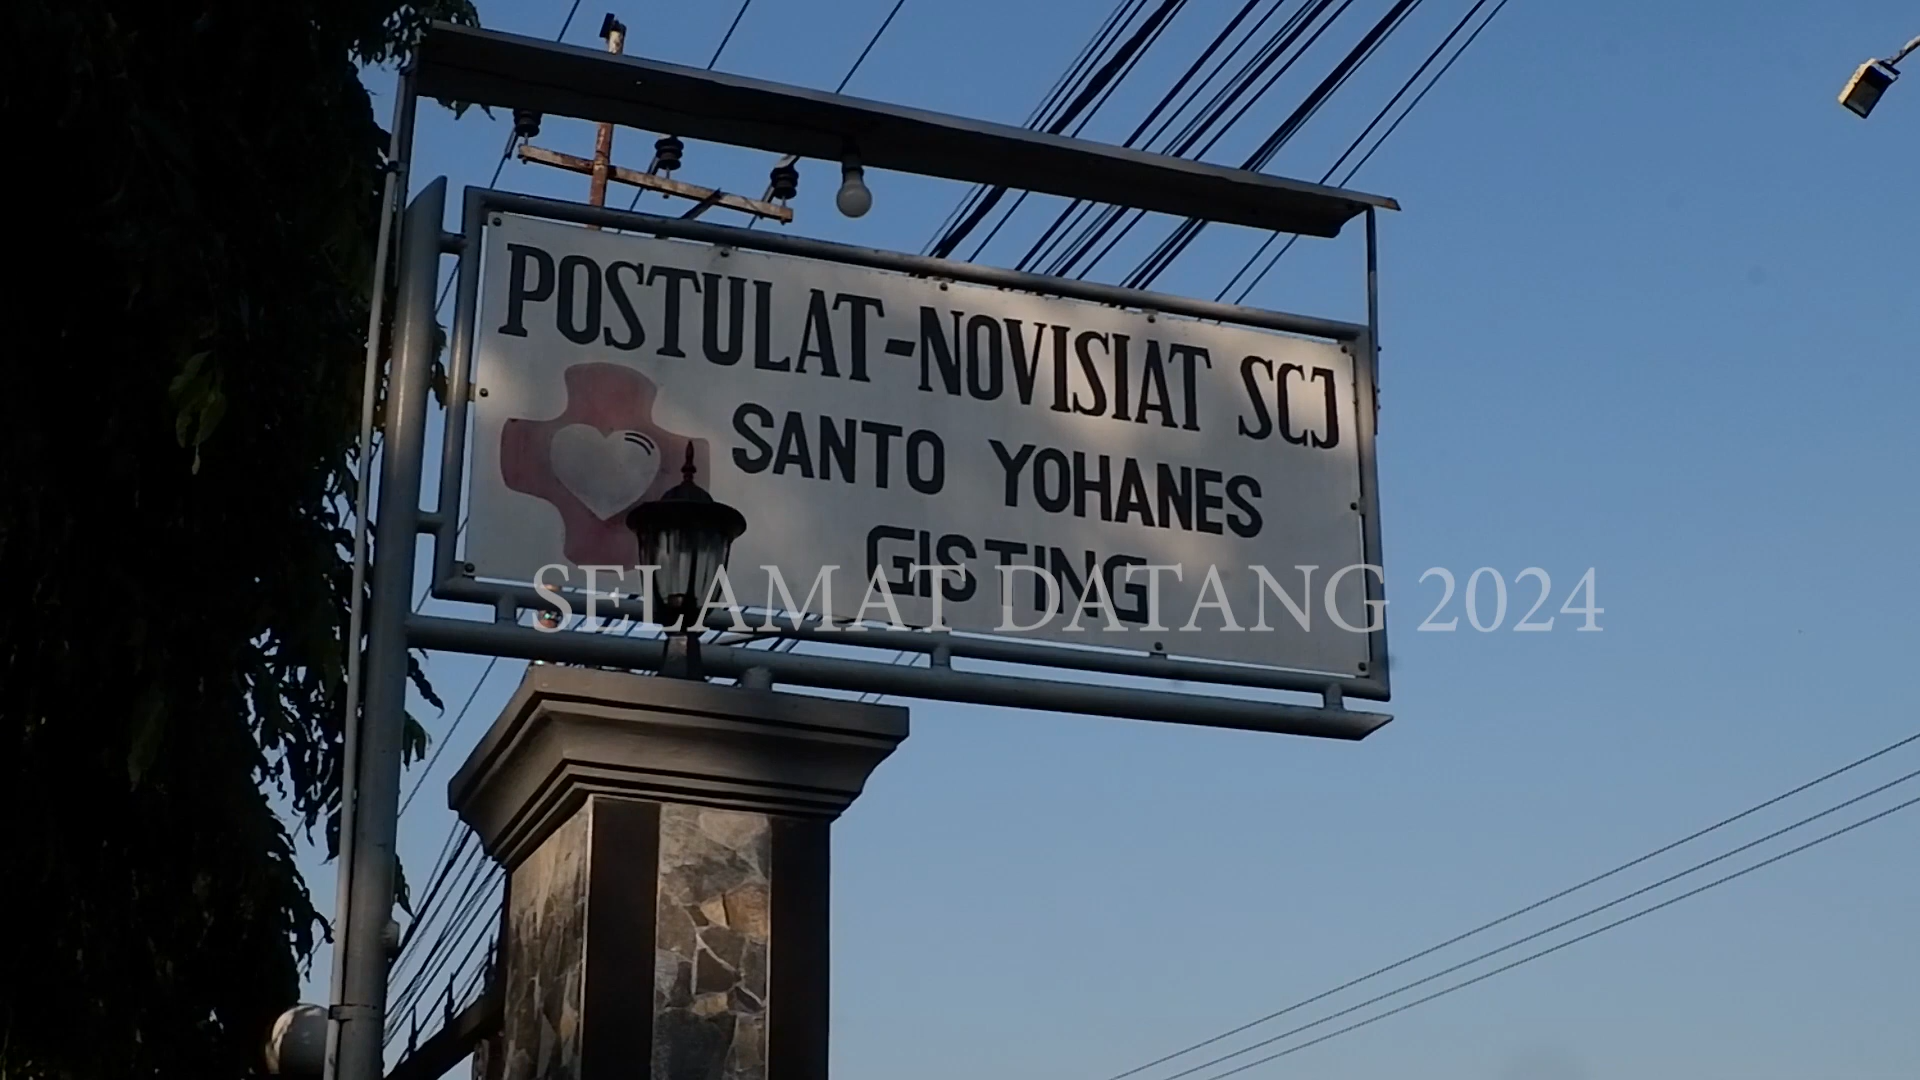 POSTULAT-NOVISIAT SCJ
SANTO YOHANES
GISTING
SELAMAT DATANG 2024